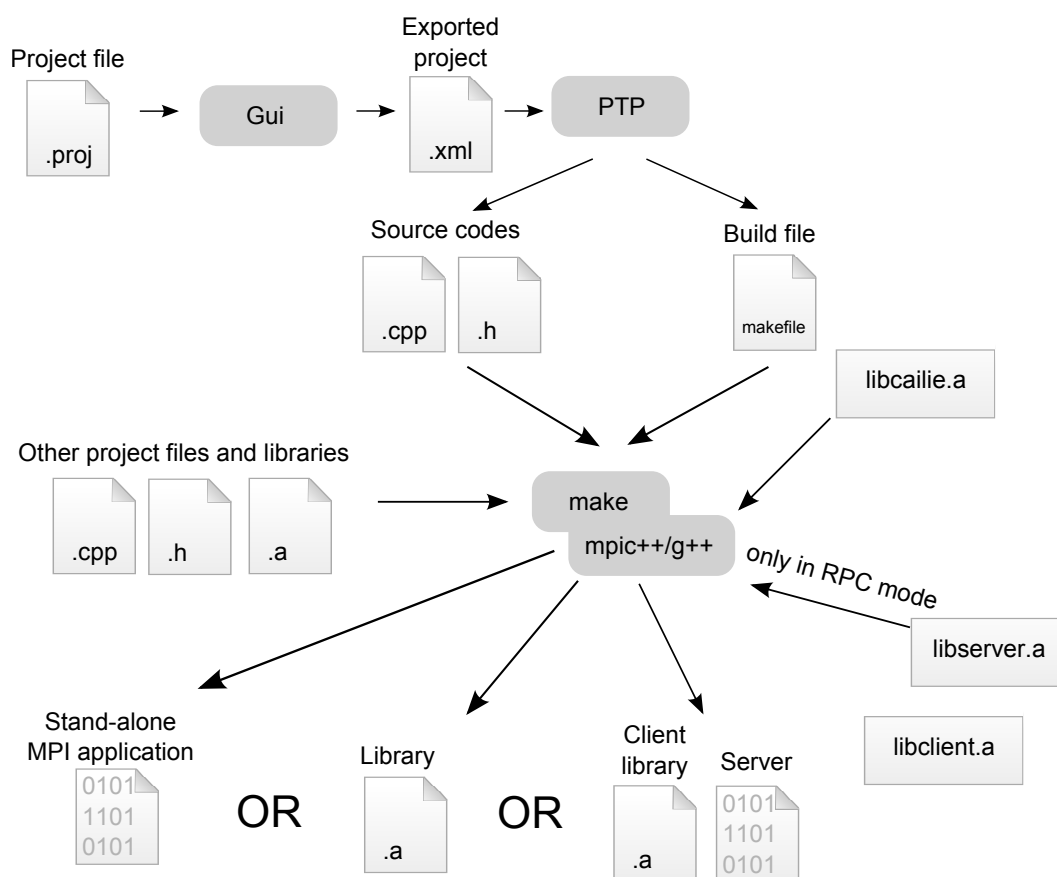 Project file
.proj
Gui
Exported
project
.xml
PTP
Source codes
.cpp
.h
Build file
makefile
libcailie.a
Other project files and libraries
.cpp
.h
.a
make
mpic++/g++
only in RPC mode
libserver.a
libclient.a
Stand-alone
MPI application
0101
1101
0101
OR
Library
.a
OR
Client
library
.a
Server
0101
1101
0101